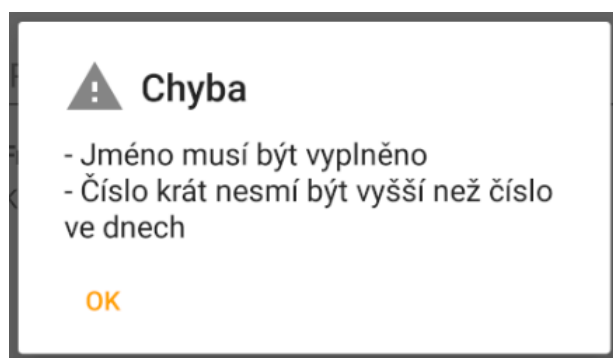 Chyba
- Jméno musí být vyplněno
- Číslo krát nesmí být vyšší než číslo
ve dnech
OK